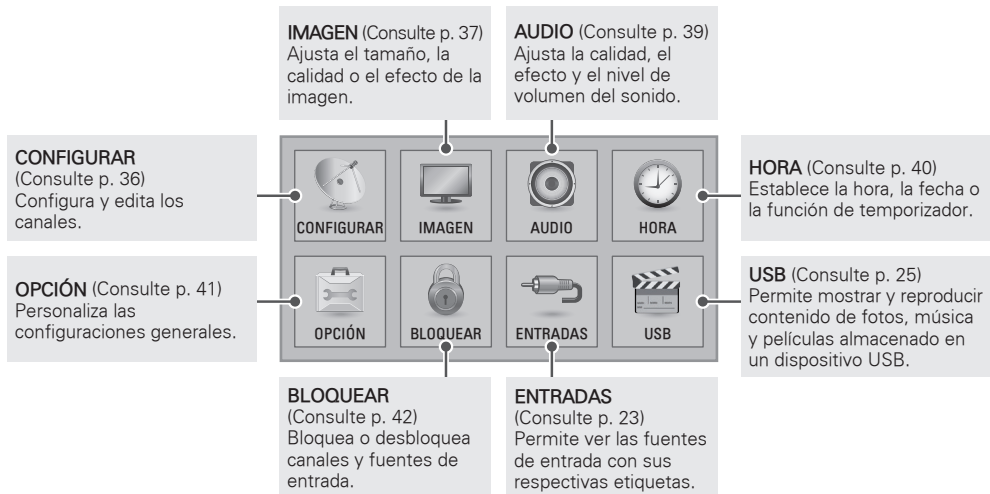 IMAGEN (Consulte p. 37)
Ajusta el tamaño, la
calidad o el efecto de la
imagen.
AUDIO (Consulte p. 39)
Ajusta la calidad, el
efecto y el nivel de
volumen del sonido.
CONFIGURAR
(Consulte p. 36)
Configura y edita los
canales.
CONFIGURAR
IMAGEN
AUDIO
HORA
HORA (Consulte p. 40)
Establece la hora, la fecha o
la función de temporizador.
OPCIÓN (Consulte p. 41)
Personaliza las
configuraciones generales.
OPCIÓN
BLOQUEAR
ENTRADAS
USB
USB (Consulte p. 25)
Permite mostrar y reproducir
contenido de fotos, música
y películas almacenado en
un dispositivo USB.
BLOQUEAR
(Consulte p. 42)
Bloquea o desbloquea
canales y fuentes de
entrada.
ENTRADAS
(Consulte p. 23)
Permite ver las fuentes
de entrada con sus
respectivas etiquetas.